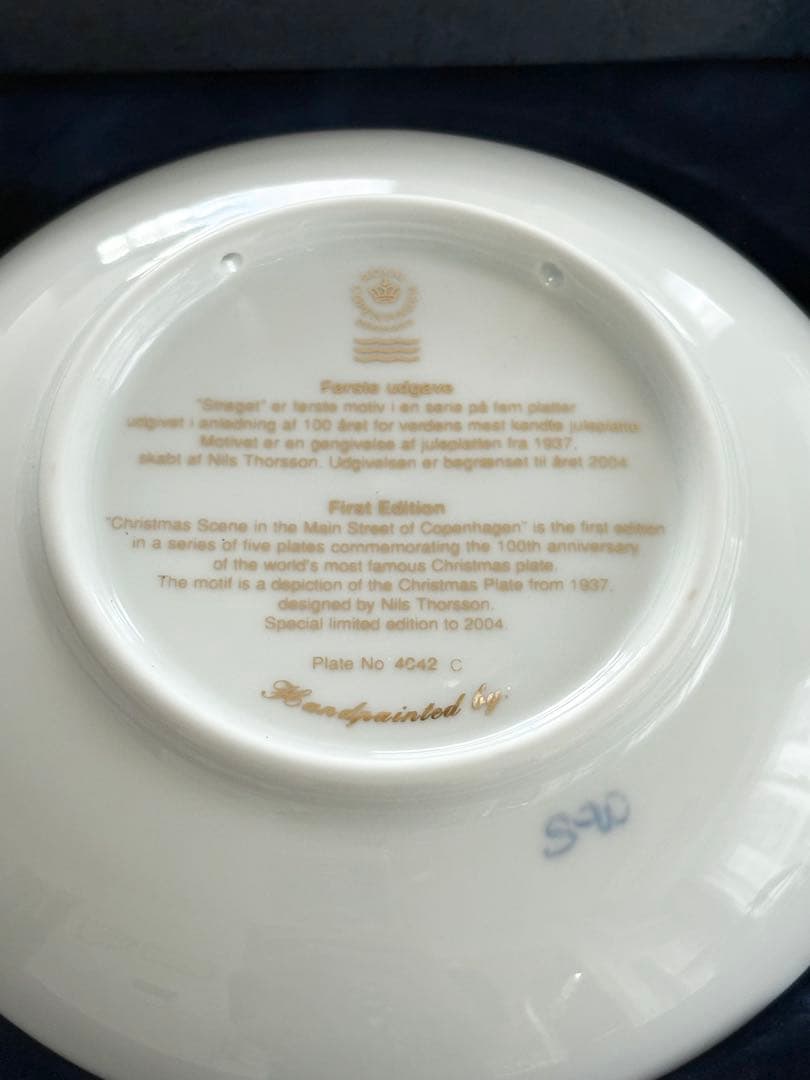 Første udgave
"Strøget" er første motiv i en serie på fem platter
udgivet i anledning af 100 året for verdens mest kendte juleplatte.
Motivet er en gengivelse af juleplatten fra 1937,
skabt af Nils Thorsson. Udgivelsen er begrænset til året 2004
First Edition
"Christmas Scene in the Main Street of Copenhagen" is the first edition
in a series of five plates commemorating the 100th anniversary
of the world's most famous Christmas plate.
The motif is a depiction of the Christmas Plate from 1937,
designed by Nils Thorsson.
Special limited edition to 2004.
Plate No 4042 C
Handpainted by: